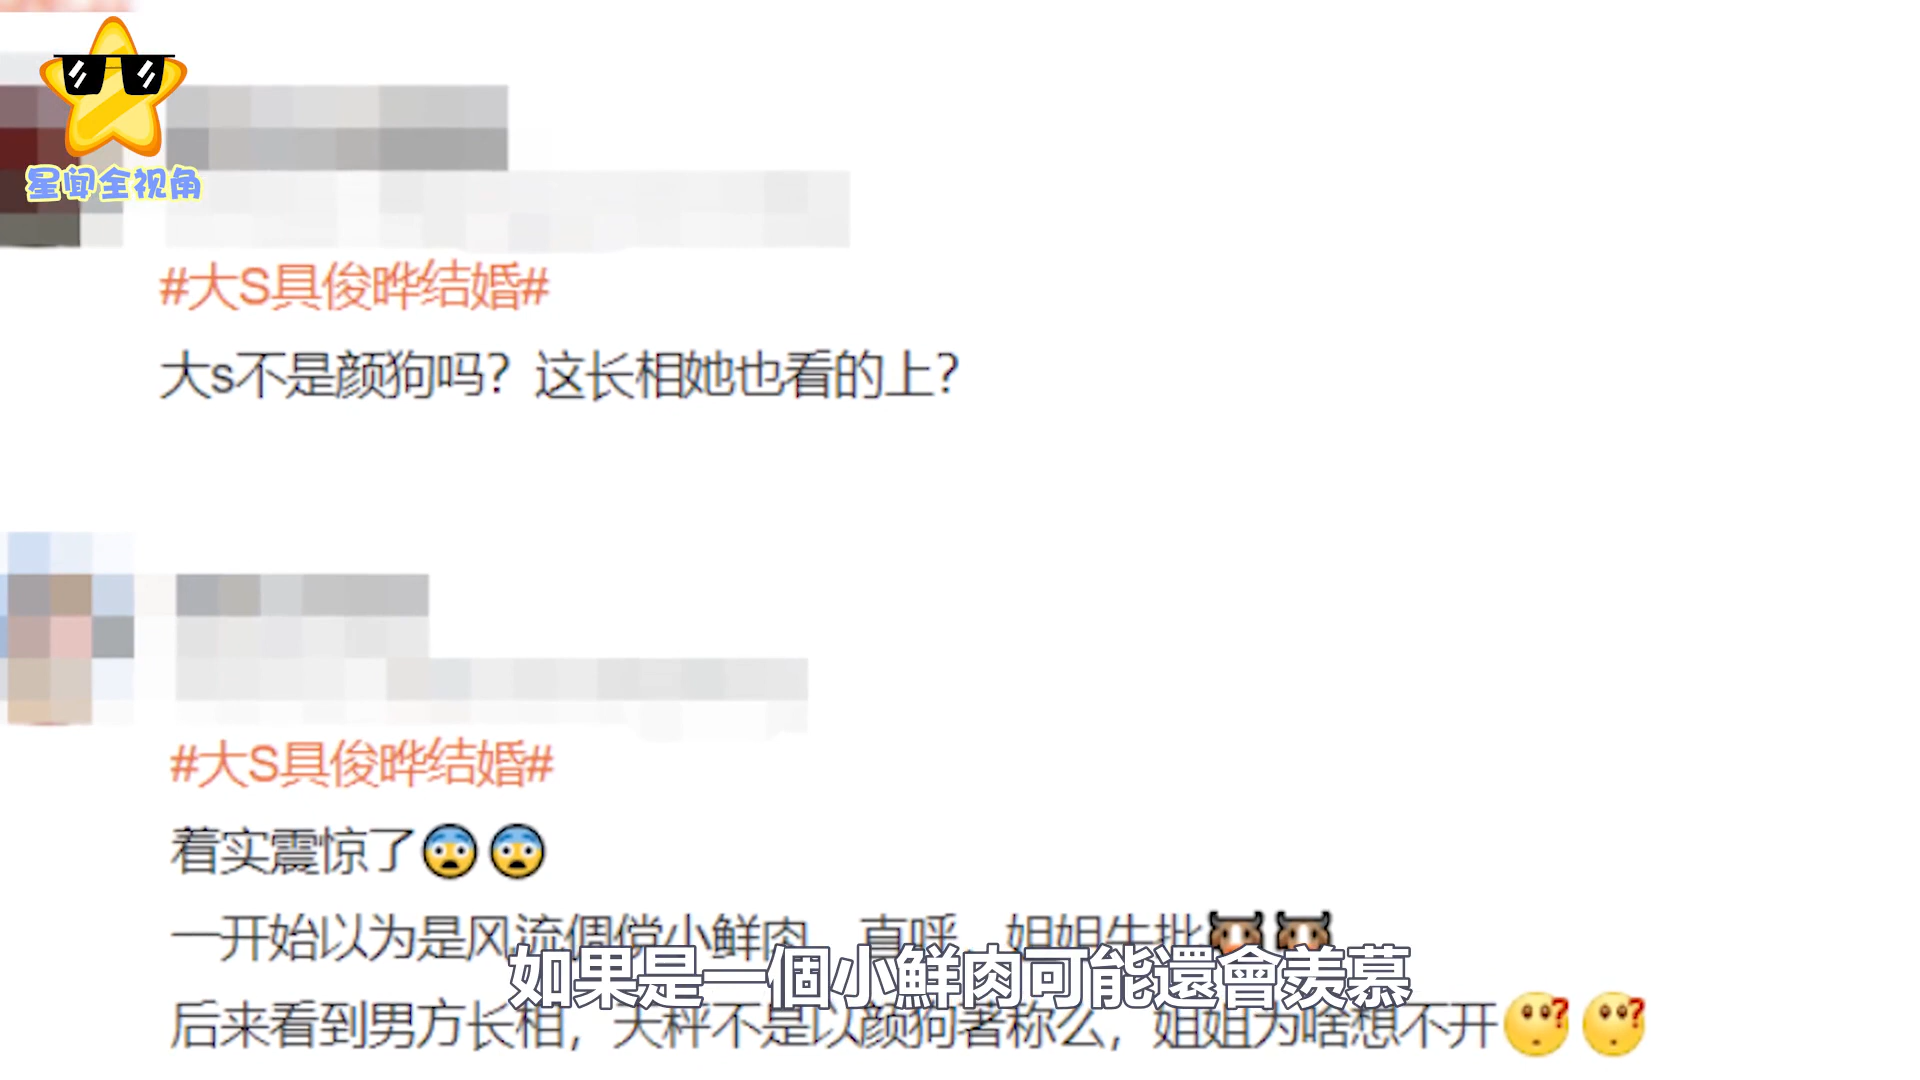 星闻全视角
#大S具俊晔结婚#
大s不是颜狗吗？这长相她也看的上？
#大S具俊晔结婚#
着实震惊了
一开始以为是风流倜傥小鲜肉，直呼，姐姐牛批
如果是一個小鮮肉可能還會羨慕
后来看到男方长相，天秤不是以颜狗著称么，姐姐为啥想不开